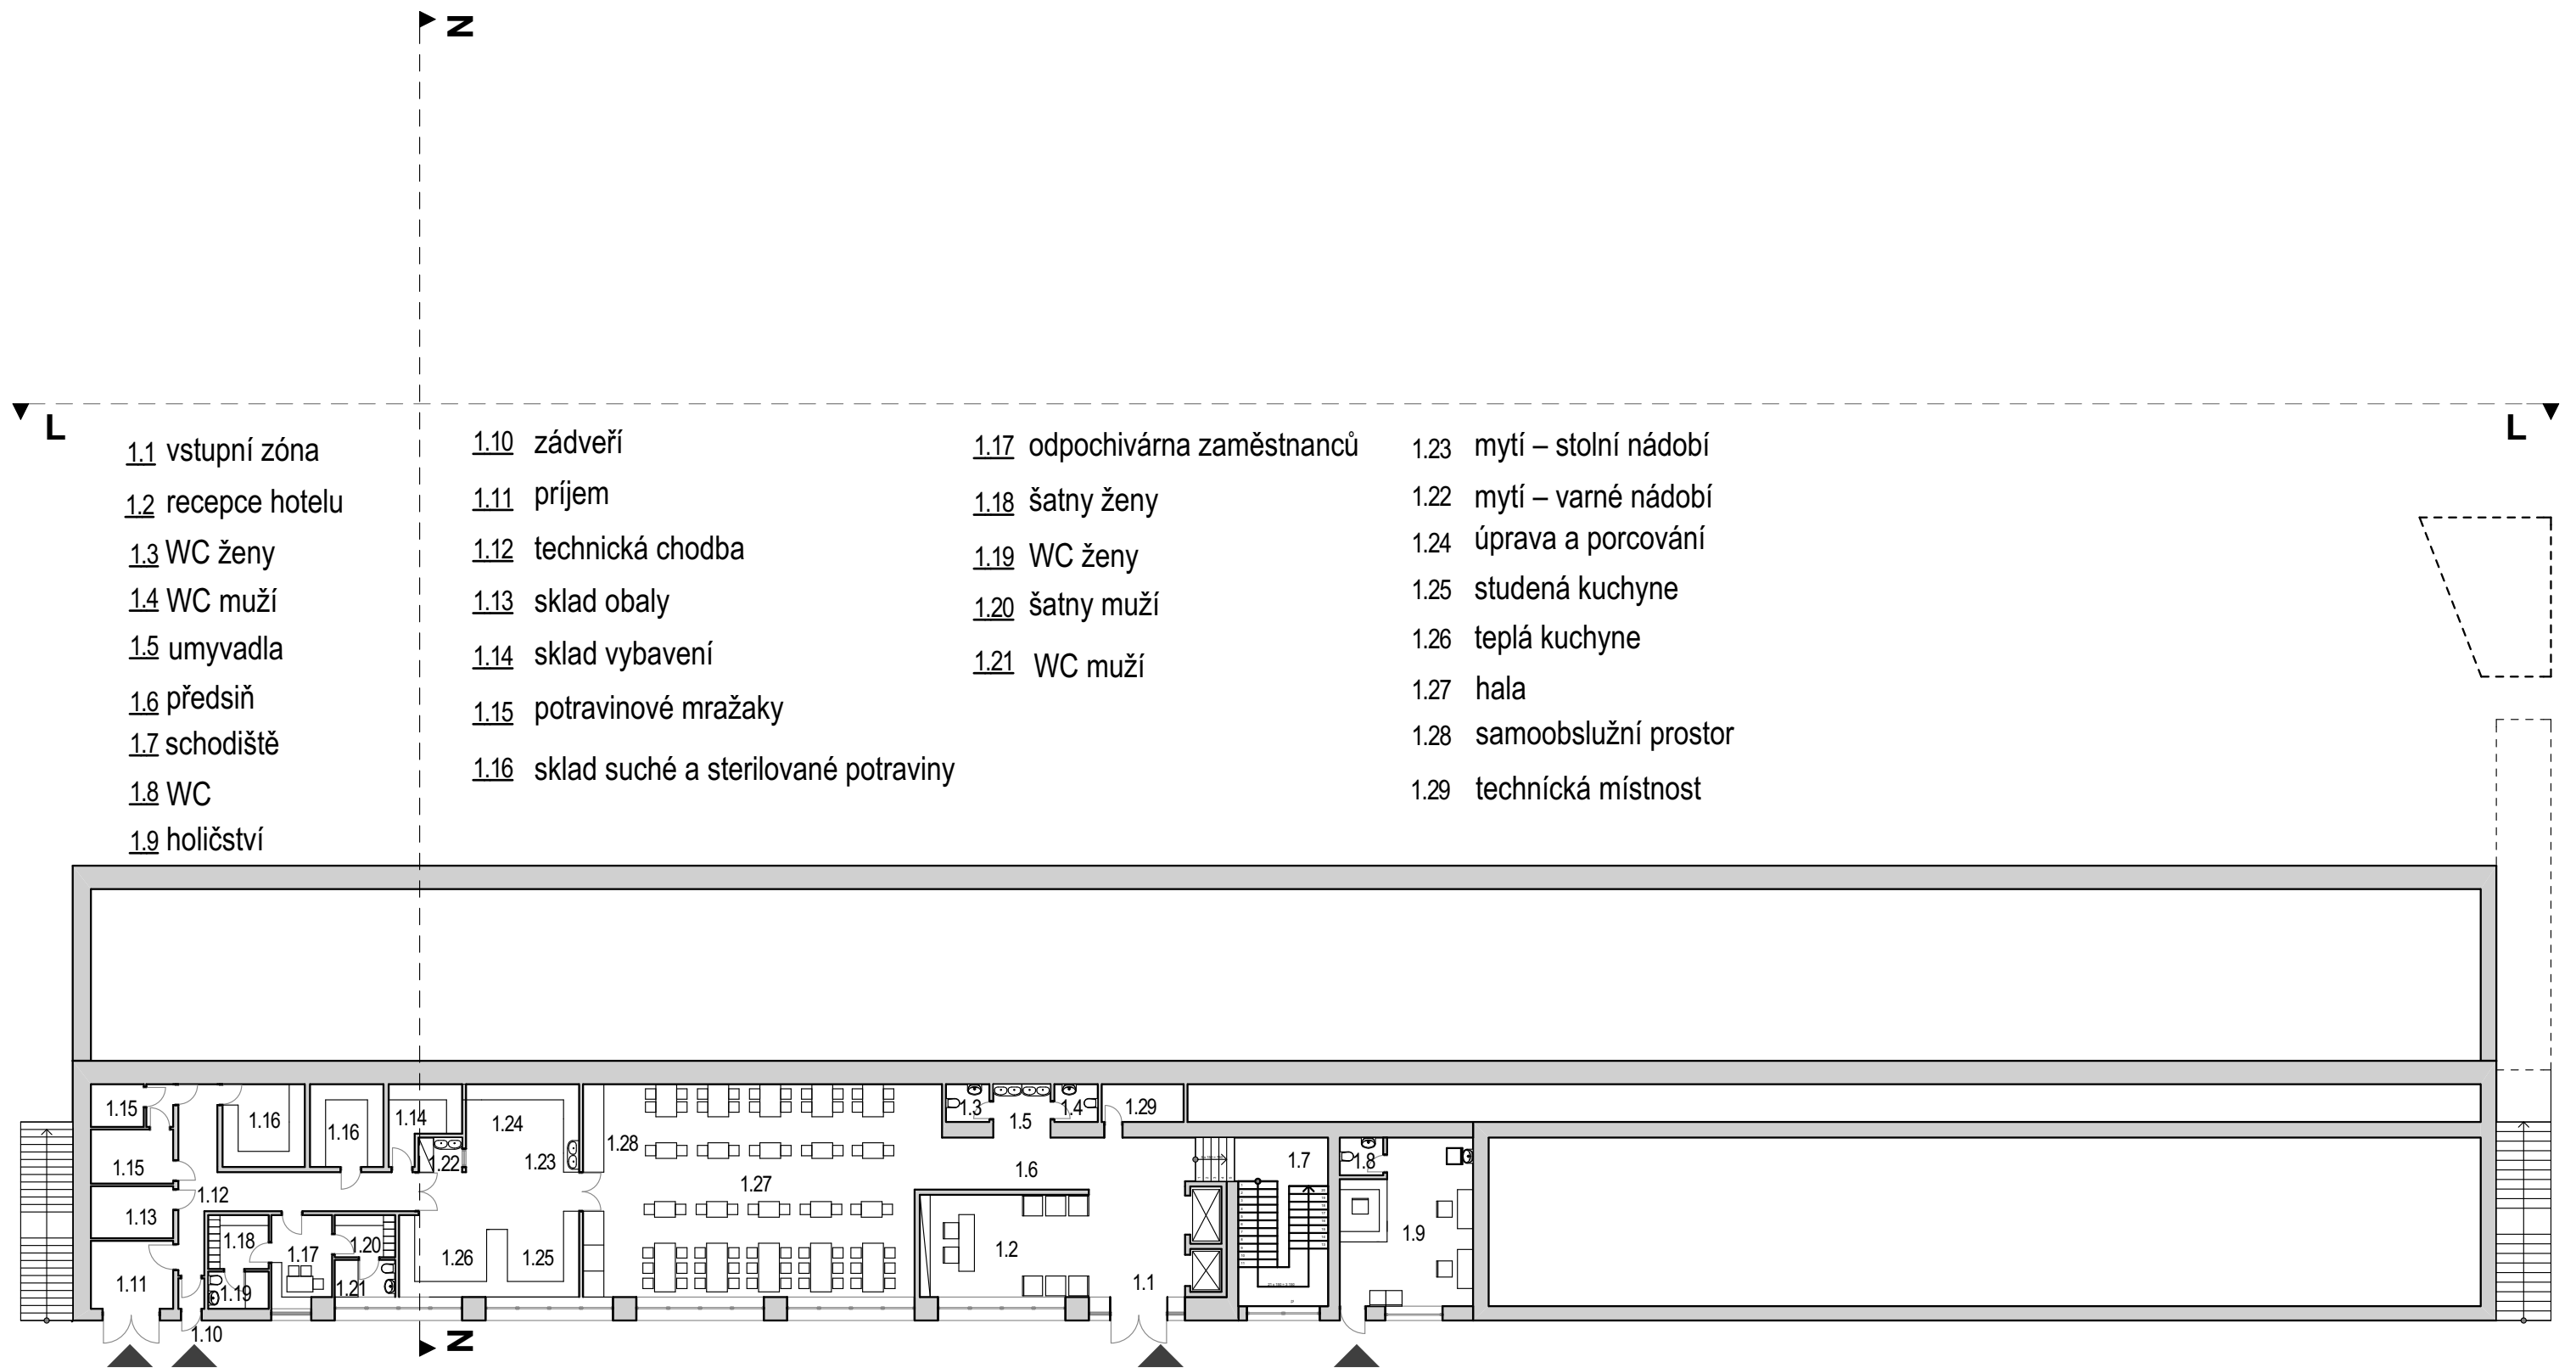 N
L
L
1.1 vstupní zóna
1.2 recepce hotelu
1.3 WC ženy
1.4 WC muží
1.5 umyvadla
1.6 předsiň
1.7 schodiště
1.8 WC
1.9 holičství
1.10 zádveří
1.11 príjem
1.12 technická chodba
1.13 sklad obaly
1.14 sklad vybavení
1.15 potravinové mražaky
1.16 sklad suché a sterilované potraviny
1.17 odpochivárna zaměstnanců
1.18 šatny ženy
1.19 WC ženy
1.20 šatny muží
1.21 WC muží
1.23 mytí – stolní nádobí
1.22 mytí – varné nádobí
1.24 úprava a porcování
1.25 studená kuchyne
1.26 teplá kuchyne
1.27 hala
1.28 samoobslužní prostor
1.29 technícká místnost
1.15
1.16
1.16
1.14
1.24
1.3
1.5
1.4
1.29
1.15
1.22
1.23
1.28
1.6
1.7
1.8
1.12
1.27
1.13
1.18
1.17
1.20
1.26
1.25
1.2
1.9
1.11
1.19
1.21
1.1
1.10
N